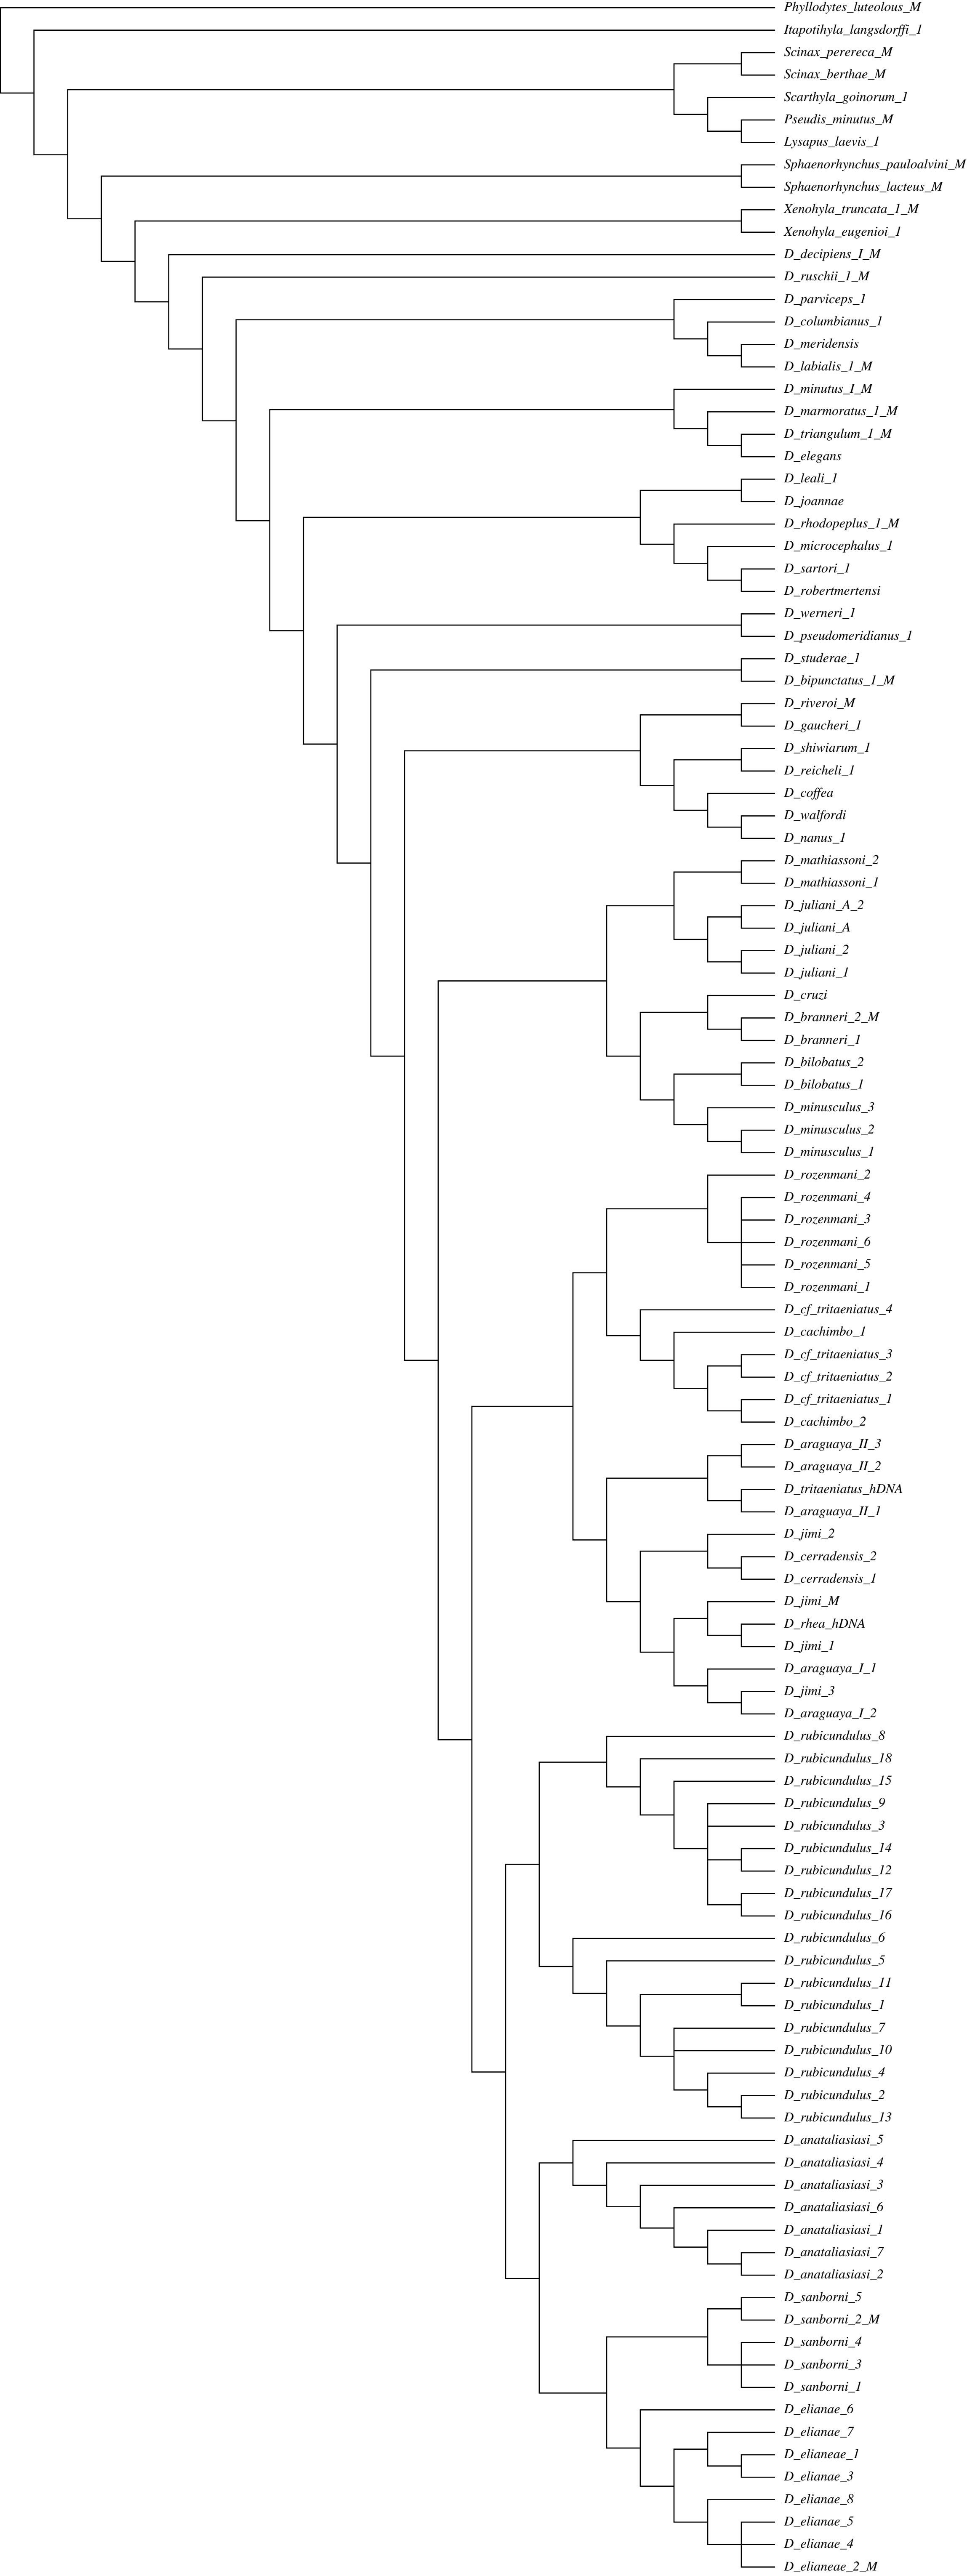 Phyllodytes_luteolous_M
Itapotihyla_langsdorffi_1
Scinax_perereca_M
Scinax_berthae_M
Scarthyla_goinorum_1
Pseudis_minutus_M
Lysapus_laevis_1
Sphaenorhynchus_pauloalvini_M
Sphaenorhynchus_lacteus_M
Xenohyla_truncata_1_M
Xenohyla_eugenioi_1
D_decipiens_I_M
D_ruschii_1_M
D_parviceps_1
D_columbianus_1
D_meridensis
D_labialis_1_M
D_minutus_I_M
D_marmoratus_1_M
D_triangulum_1_M
D_elegans
D_leali_1
D_joannae
D_rhodopeplus_1_M
D_microcephalus_1
D_sartori_1
D_robertmertensi
D_werneri_1
D_pseudomeridianus_1
D_studerae_1
D_bipunctatus_1_M
D_riveroi_M
D_gaucheri_1
D_shiwiarum_1
D_reicheli_1
D_coffea
D_walfordi
D_nanus_1
D_mathiassoni_2
D_mathiassoni_1
D_juliani_A_2
D_juliani_A
D_juliani_2
D_juliani_1
D_cruzi
D_branneri_2_M
D_branneri_1
D_bilobatus_2
D_bilobatus_1
D_minusculus_3
D_minusculus_2
D_minusculus_1
D_rozenmani_2
D_rozenmani_4
D_rozenmani_3
D_rozenmani_6
D_rozenmani_5
D_rozenmani_1
D_cf_tritaeniatus_4
D_cachimbo_1
D_cf_tritaeniatus_3
D_cf_tritaeniatus_2
D_cf_tritaeniatus_1
D_cachimbo_2
D_araguaya_II_3
D_araguaya_II_2
D_tritaeniatus_hDNA
D_araguaya_II_1
D_jimi_2
D_cerradensis_2
D_cerradensis_1
D_jimi_M
D_rhea_hDNA
D_jimi_1
D_araguaya_I_1
D_jimi_3
D_araguaya_I_2
D_rubicundulus_8
D_rubicundulus_18
D_rubicundulus_15
D_rubicundulus_9
D_rubicundulus_3
D_rubicundulus_14
D_rubicundulus_12
D_rubicundulus_17
D_rubicundulus_16
D_rubicundulus_6
D_rubicundulus_5
D_rubicundulus_11
D_rubicundulus_1
D_rubicundulus_7
D_rubicundulus_10
D_rubicundulus_4
D_rubicundulus_2
D_rubicundulus_13
D_anataliasiasi_5
D_anataliasiasi_4
D_anataliasiasi_3
D_anataliasiasi_6
D_anataliasiasi_1
D_anataliasiasi_7
D_anataliasiasi_2
D_sanborni_5
D_sanborni_2_M
D_sanborni_4
D_sanborni_3
D_sanborni_1
D_elianae_6
D_elianae_7
D_elianeae_1
D_elianae_3
D_elianae_8
D_elianae_5
D_elianae_4
D_elianeae_2_M